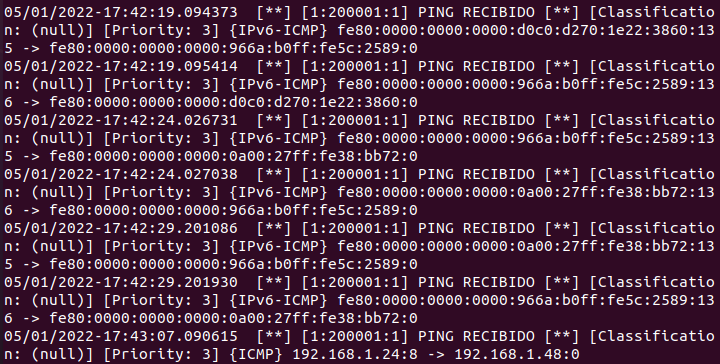 05/01/2022-17:42:19.094373  [**] [1:200001:1] PING RECIBIDO [**] [Classificatio
n: (null)] [Priority: 3] {IPv6-ICMP} fe80:0000:0000:0000:d0c0:d270:1e22:3860:13
5 -> fe80:0000:0000:0000:966a:b0ff:fe5c:2589:0
05/01/2022-17:42:19.095414  [**] [1:200001:1] PING RECIBIDO [**] [Classificatio
n: (null)] [Priority: 3] {IPv6-ICMP} fe80:0000:0000:0000:966a:b0ff:fe5c:2589:13
6 -> fe80:0000:0000:0000:d0c0:d270:1e22:3860:0
05/01/2022-17:42:24.026731  [**] [1:200001:1] PING RECIBIDO [**] [Classificatio
n: (null)] [Priority: 3] {IPv6-ICMP} fe80:0000:0000:0000:966a:b0ff:fe5c:2589:13
5 -> fe80:0000:0000:0000:0a00:27ff:fe38:bb72:0
05/01/2022-17:42:24.027038  [**] [1:200001:1] PING RECIBIDO [**] [Classificatio
n: (null)] [Priority: 3] {IPv6-ICMP} fe80:0000:0000:0000:0a00:27ff:fe38:bb72:13
6 -> fe80:0000:0000:0000:966a:b0ff:fe5c:2589:0
05/01/2022-17:42:29.201086  [**] [1:200001:1] PING RECIBIDO [**] [Classificatio
n: (null)] [Priority: 3] {IPv6-ICMP} fe80:0000:0000:0000:0a00:27ff:fe38:bb72:13
5 -> fe80:0000:0000:0000:966a:b0ff:fe5c:2589:0
05/01/2022-17:42:29.201930  [**] [1:200001:1] PING RECIBIDO [**] [Classificatio
n: (null)] [Priority: 3] {IPv6-ICMP} fe80:0000:0000:0000:966a:b0ff:fe5c:2589:13
6 -> fe80:0000:0000:0000:0a00:27ff:fe38:bb72:0
05/01/2022-17:43:07.090615  [**] [1:200001:1] PING RECIBIDO [**] [Classificatio
n: (null)] [Priority: 3] {ICMP} 192.168.1.24:8 -> 192.168.1.48:0